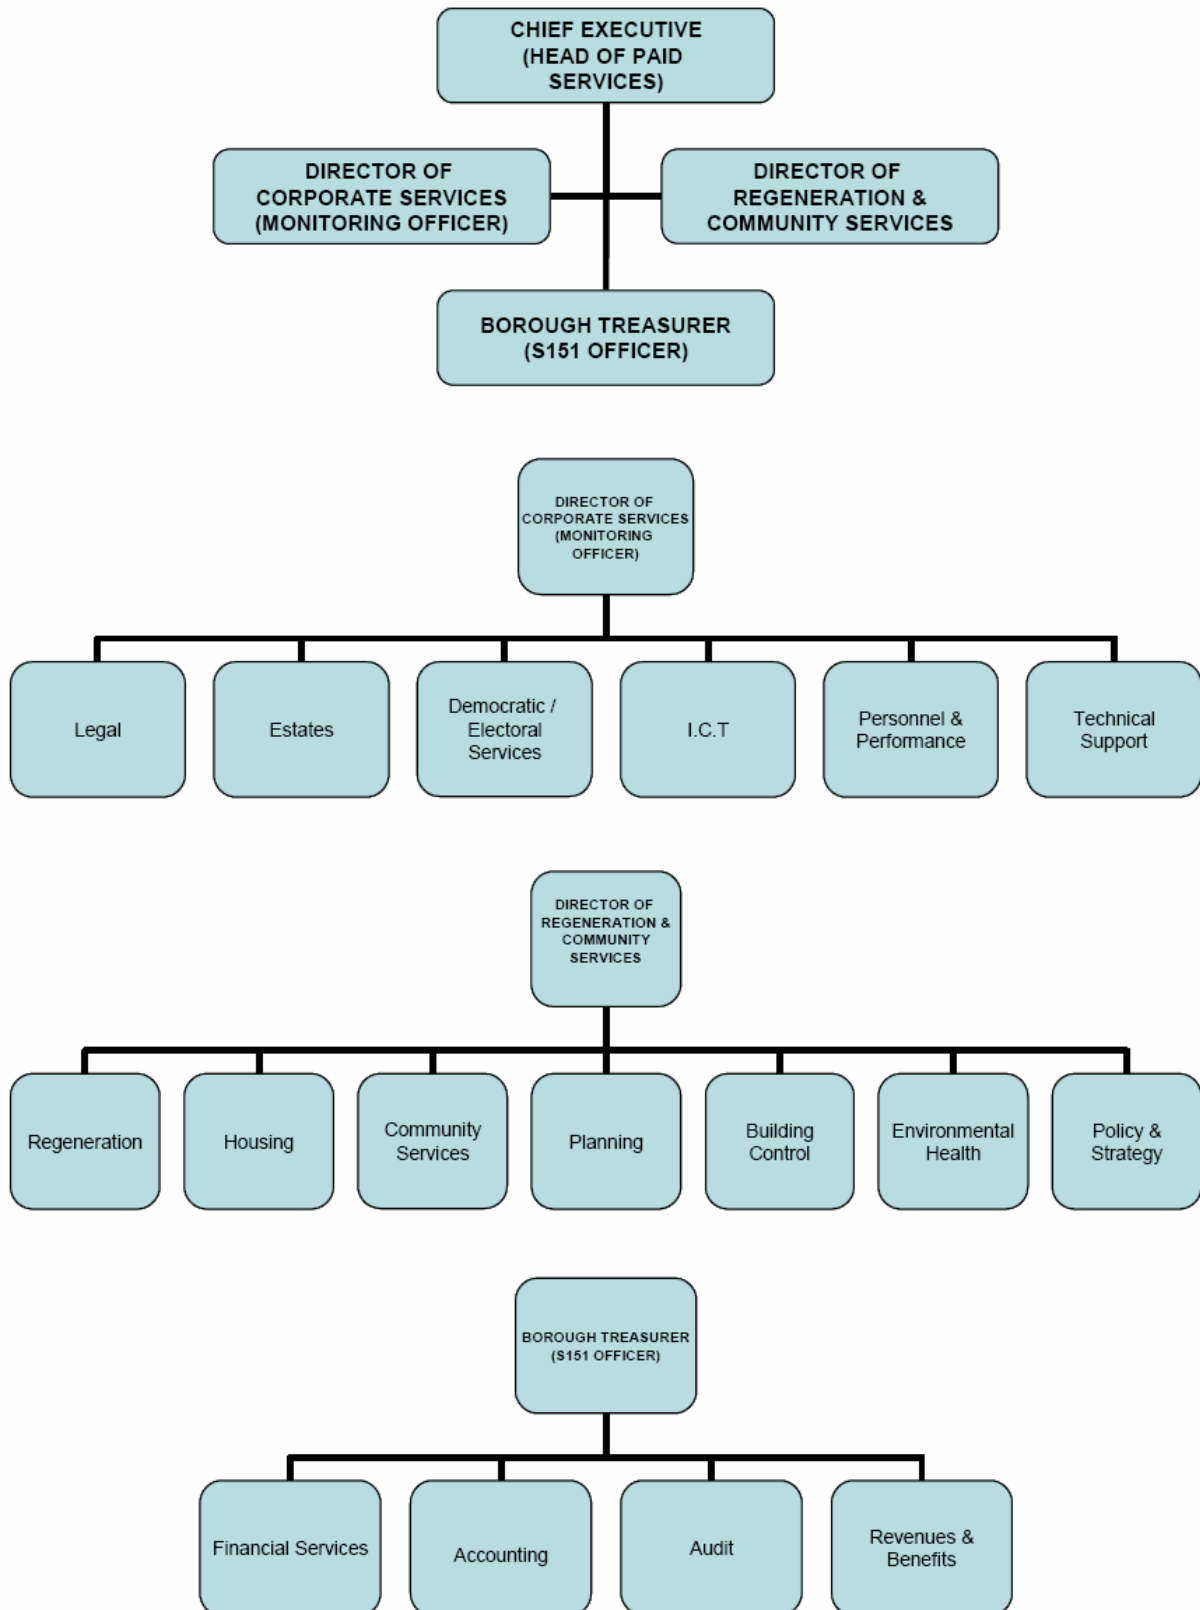 CHIEF EXECUTIVE
(HEAD OF PAID
SERVICES)
DIRECTOR OF
CORPORATE SERVICES
(MONITORING OFFICER)
DIRECTOR OF
REGENERATION &
COMMUNITY SERVICES
BOROUGH TREASURER
(S151 OFFICER)
DIRECTOR OF
CORPORATE SERVICES
(MONITORING
OFFICER)
Legal
Estates
Democratic /
Electoral
Services
I.C.T
Personnel &
Performance
Technical
Support
DIRECTOR OF
REGENERATION &
COMMUNITY
SERVICES
Regeneration
Housing
Community
Services
Planning
Building
Control
Environmental
Health
Policy &
Strategy
BOROUGH TREASURER
(S151 OFFICER)
Financial Services
Accounting
Audit
Revenues &
Benefits